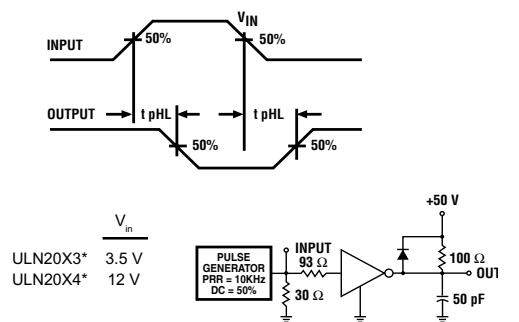 V IN
INPUT
50%
50%
OUTPUT
t pHL
t pHL
50%
50%
Vin
ULN20X3* 3.5 V
ULN20X4* 12 V
+50 V
INPUT
93 Ω
PULSE
GENERATOR
PRR = 10KHz
DC = 50%
30 Ω
100 Ω
OUT
50 pF